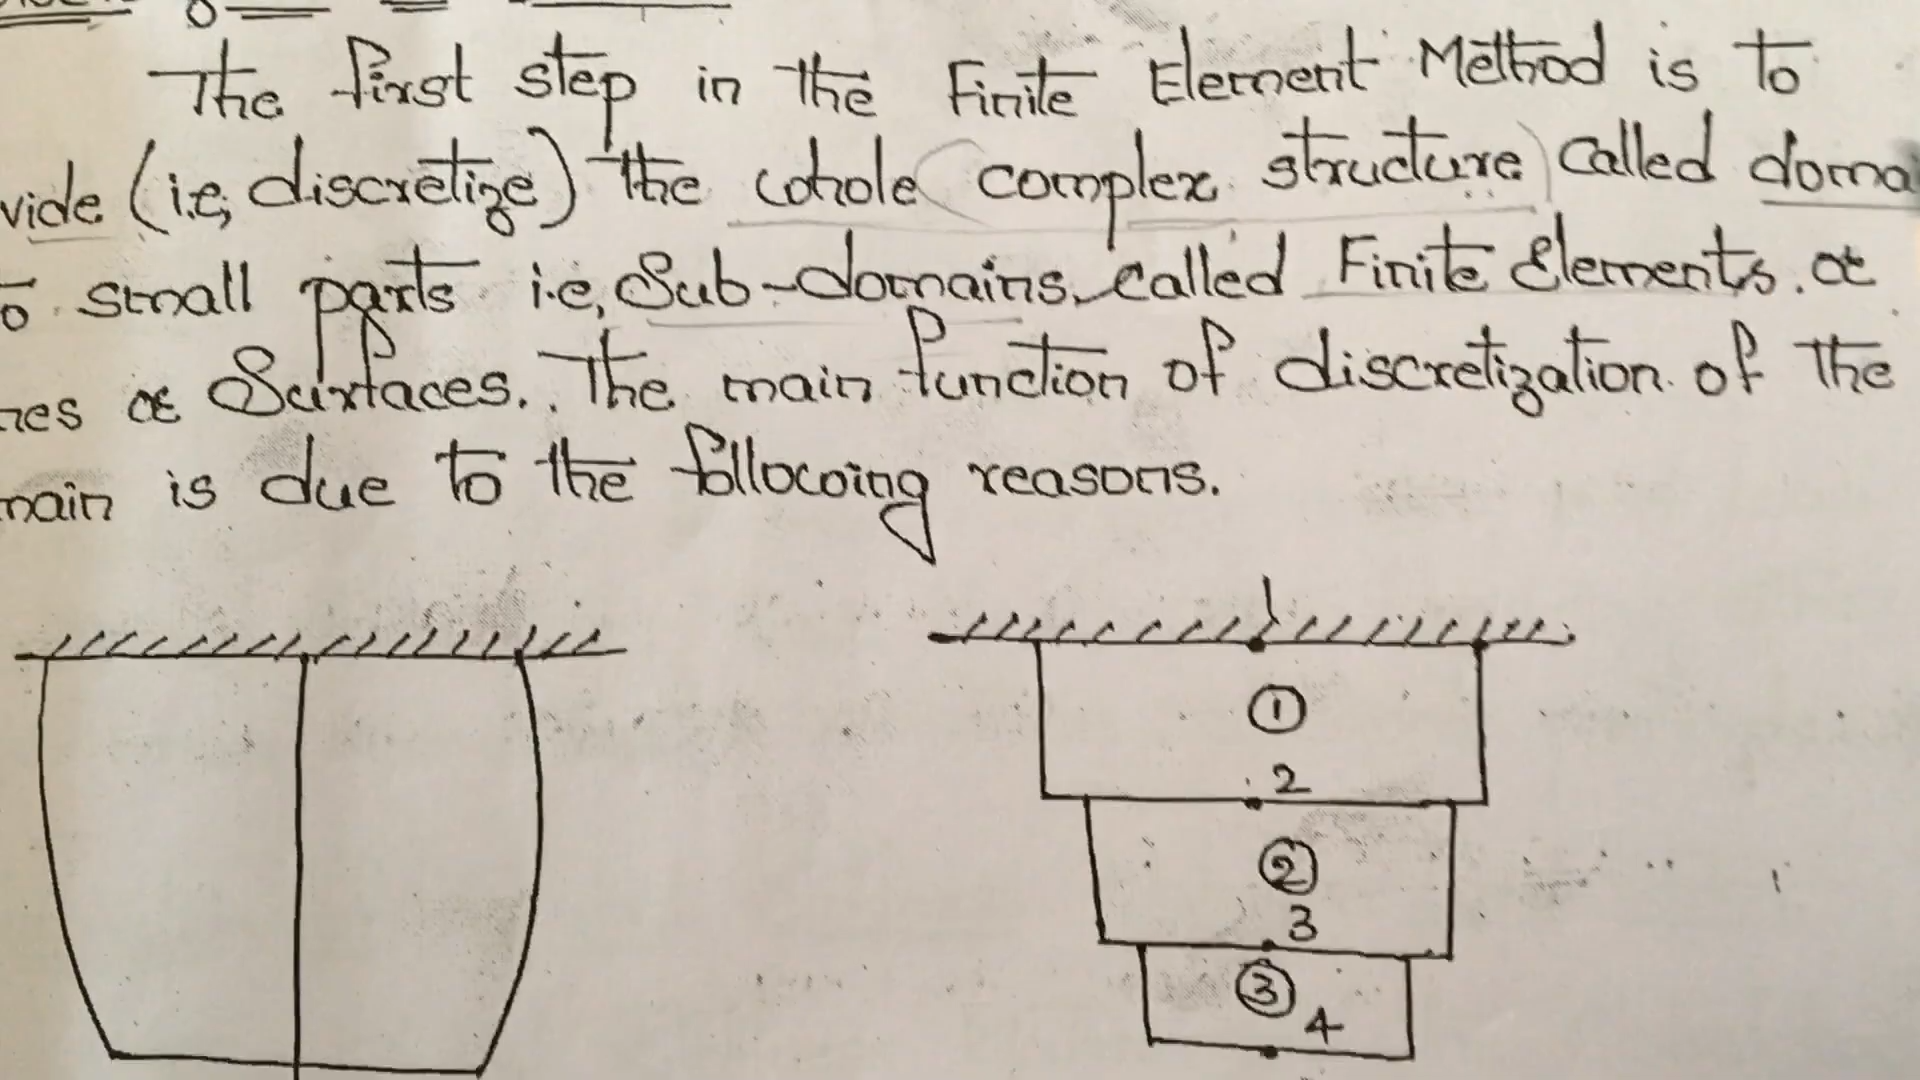 The first step in the Finite Element Method is to
vide (i.e, discretize) the whole (complex structure) called domai
o small parts i.e, Sub-domains, called Finite Elements. or
nes or Surfaces. The main function of discretization of the
main is due to the following reasons.
1
①
2
②
3
③
4